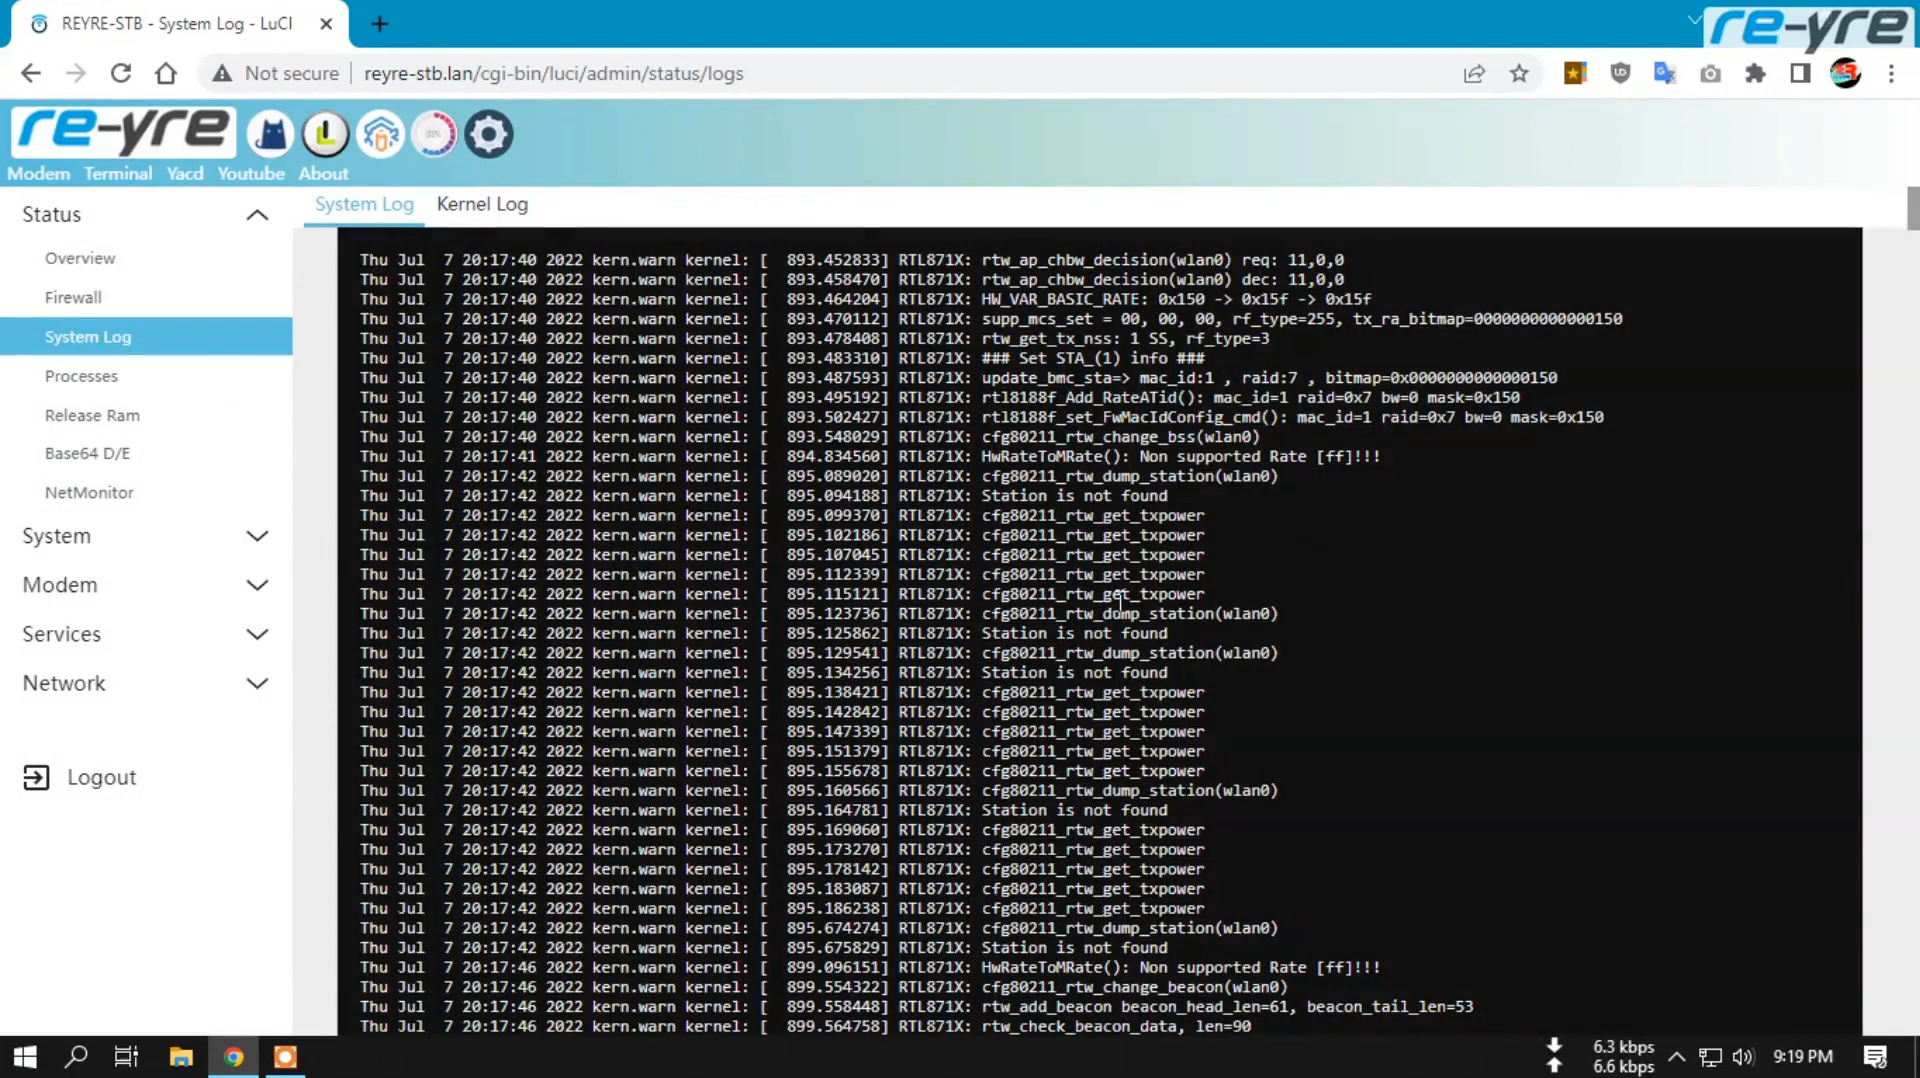 REYRE-STB - System Log - LuCI
re-yre
Not secure
reyre-stb.lan/cgi-bin/luci/admin/status/logs
re-yre
Modem Terminal Yacd Youtube About
Status
Overview
Firewall
System Log
Processes
Release Ram
Base64 D/E
NetMonitor
System
Modem
Services
Network
Logout
System Log Kernel Log
Thu Jul  7 20:17:40 2022 kern.warn kernel: [  893.452833] RTL871X: rtw_ap_chbw_decision(wlan0) req: 11,0,0
Thu Jul  7 20:17:40 2022 kern.warn kernel: [  893.458470] RTL871X: rtw_ap_chbw_decision(wlan0) dec: 11,0,0
Thu Jul  7 20:17:40 2022 kern.warn kernel: [  893.464204] RTL871X: HW_VAR_BASIC_RATE: 0x150 -> 0x15f -> 0x15f
Thu Jul  7 20:17:40 2022 kern.warn kernel: [  893.470112] RTL871X: supp_mcs_set = 00, 00, 00, rf_type=255, tx_ra_bitmap=0000000000000150
Thu Jul  7 20:17:40 2022 kern.warn kernel: [  893.478408] RTL871X: rtw_get_tx_nss: 1 SS, rf_type=3
Thu Jul  7 20:17:40 2022 kern.warn kernel: [  893.483310] RTL871X: ### Set STA_(1) info ###
Thu Jul  7 20:17:40 2022 kern.warn kernel: [  893.487593] RTL871X: update_bmc_sta=> mac_id:1 , raid:7 , bitmap=0x0000000000000150
Thu Jul  7 20:17:40 2022 kern.warn kernel: [  893.495192] RTL871X: rtl8188f_Add_RateATid(): mac_id=1 raid=0x7 bw=0 mask=0x150
Thu Jul  7 20:17:40 2022 kern.warn kernel: [  893.502427] RTL871X: rtl8188f_set_FwMacIdConfig_cmd(): mac_id=1 raid=0x7 bw=0 mask=0x150
Thu Jul  7 20:17:40 2022 kern.warn kernel: [  893.548029] RTL871X: cfg80211_rtw_change_bss(wlan0)
Thu Jul  7 20:17:41 2022 kern.warn kernel: [  894.834560] RTL871X: HwRateToMRate(): Non supported Rate [ff]!!!
Thu Jul  7 20:17:42 2022 kern.warn kernel: [  895.089020] RTL871X: cfg80211_rtw_dump_station(wlan0)
Thu Jul  7 20:17:42 2022 kern.warn kernel: [  895.094188] RTL871X: Station is not found
Thu Jul  7 20:17:42 2022 kern.warn kernel: [  895.099370] RTL871X: cfg80211_rtw_get_txpower
Thu Jul  7 20:17:42 2022 kern.warn kernel: [  895.102186] RTL871X: cfg80211_rtw_get_txpower
Thu Jul  7 20:17:42 2022 kern.warn kernel: [  895.107045] RTL871X: cfg80211_rtw_get_txpower
Thu Jul  7 20:17:42 2022 kern.warn kernel: [  895.112339] RTL871X: cfg80211_rtw_get_txpower
Thu Jul  7 20:17:42 2022 kern.warn kernel: [  895.115121] RTL871X: cfg80211_rtw_get_txpower
Thu Jul  7 20:17:42 2022 kern.warn kernel: [  895.123736] RTL871X: cfg80211_rtw_dump_station(wlan0)
Thu Jul  7 20:17:42 2022 kern.warn kernel: [  895.125862] RTL871X: Station is not found
Thu Jul  7 20:17:42 2022 kern.warn kernel: [  895.129541] RTL871X: cfg80211_rtw_dump_station(wlan0)
Thu Jul  7 20:17:42 2022 kern.warn kernel: [  895.134256] RTL871X: Station is not found
Thu Jul  7 20:17:42 2022 kern.warn kernel: [  895.138421] RTL871X: cfg80211_rtw_get_txpower
Thu Jul  7 20:17:42 2022 kern.warn kernel: [  895.142842] RTL871X: cfg80211_rtw_get_txpower
Thu Jul  7 20:17:42 2022 kern.warn kernel: [  895.147339] RTL871X: cfg80211_rtw_get_txpower
Thu Jul  7 20:17:42 2022 kern.warn kernel: [  895.151379] RTL871X: cfg80211_rtw_get_txpower
Thu Jul  7 20:17:42 2022 kern.warn kernel: [  895.155678] RTL871X: cfg80211_rtw_get_txpower
Thu Jul  7 20:17:42 2022 kern.warn kernel: [  895.160566] RTL871X: cfg80211_rtw_dump_station(wlan0)
Thu Jul  7 20:17:42 2022 kern.warn kernel: [  895.164781] RTL871X: Station is not found
Thu Jul  7 20:17:42 2022 kern.warn kernel: [  895.169060] RTL871X: cfg80211_rtw_get_txpower
Thu Jul  7 20:17:42 2022 kern.warn kernel: [  895.173270] RTL871X: cfg80211_rtw_get_txpower
Thu Jul  7 20:17:42 2022 kern.warn kernel: [  895.178142] RTL871X: cfg80211_rtw_get_txpower
Thu Jul  7 20:17:42 2022 kern.warn kernel: [  895.183087] RTL871X: cfg80211_rtw_get_txpower
Thu Jul  7 20:17:42 2022 kern.warn kernel: [  895.186238] RTL871X: cfg80211_rtw_get_txpower
Thu Jul  7 20:17:42 2022 kern.warn kernel: [  895.674274] RTL871X: cfg80211_rtw_dump_station(wlan0)
Thu Jul  7 20:17:42 2022 kern.warn kernel: [  895.675829] RTL871X: Station is not found
Thu Jul  7 20:17:46 2022 kern.warn kernel: [  899.096151] RTL871X: HwRateToMRate(): Non supported Rate [ff]!!!
Thu Jul  7 20:17:46 2022 kern.warn kernel: [  899.554322] RTL871X: cfg80211_rtw_change_beacon(wlan0)
Thu Jul  7 20:17:46 2022 kern.warn kernel: [  899.558448] RTL871X: rtw_add_beacon beacon_head_len=61, beacon_tail_len=53
Thu Jul  7 20:17:46 2022 kern.warn kernel: [  899.564758] RTL871X: rtw_check_beacon_data, len=90
6.3 kbps
6.6 kbps
9:19 PM